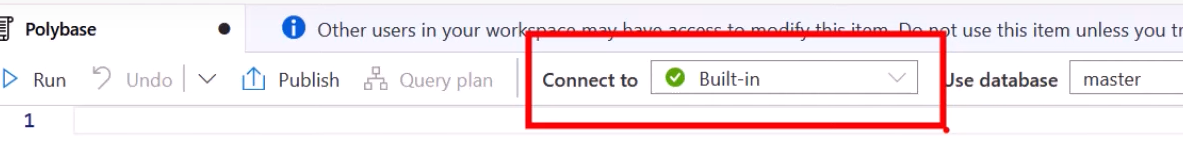 Polybase
Other users in your workspace may have access to modify this item. Do not use this item unless you tr
Run Undo Publish Query plan Connect to Built-in Use database master
1